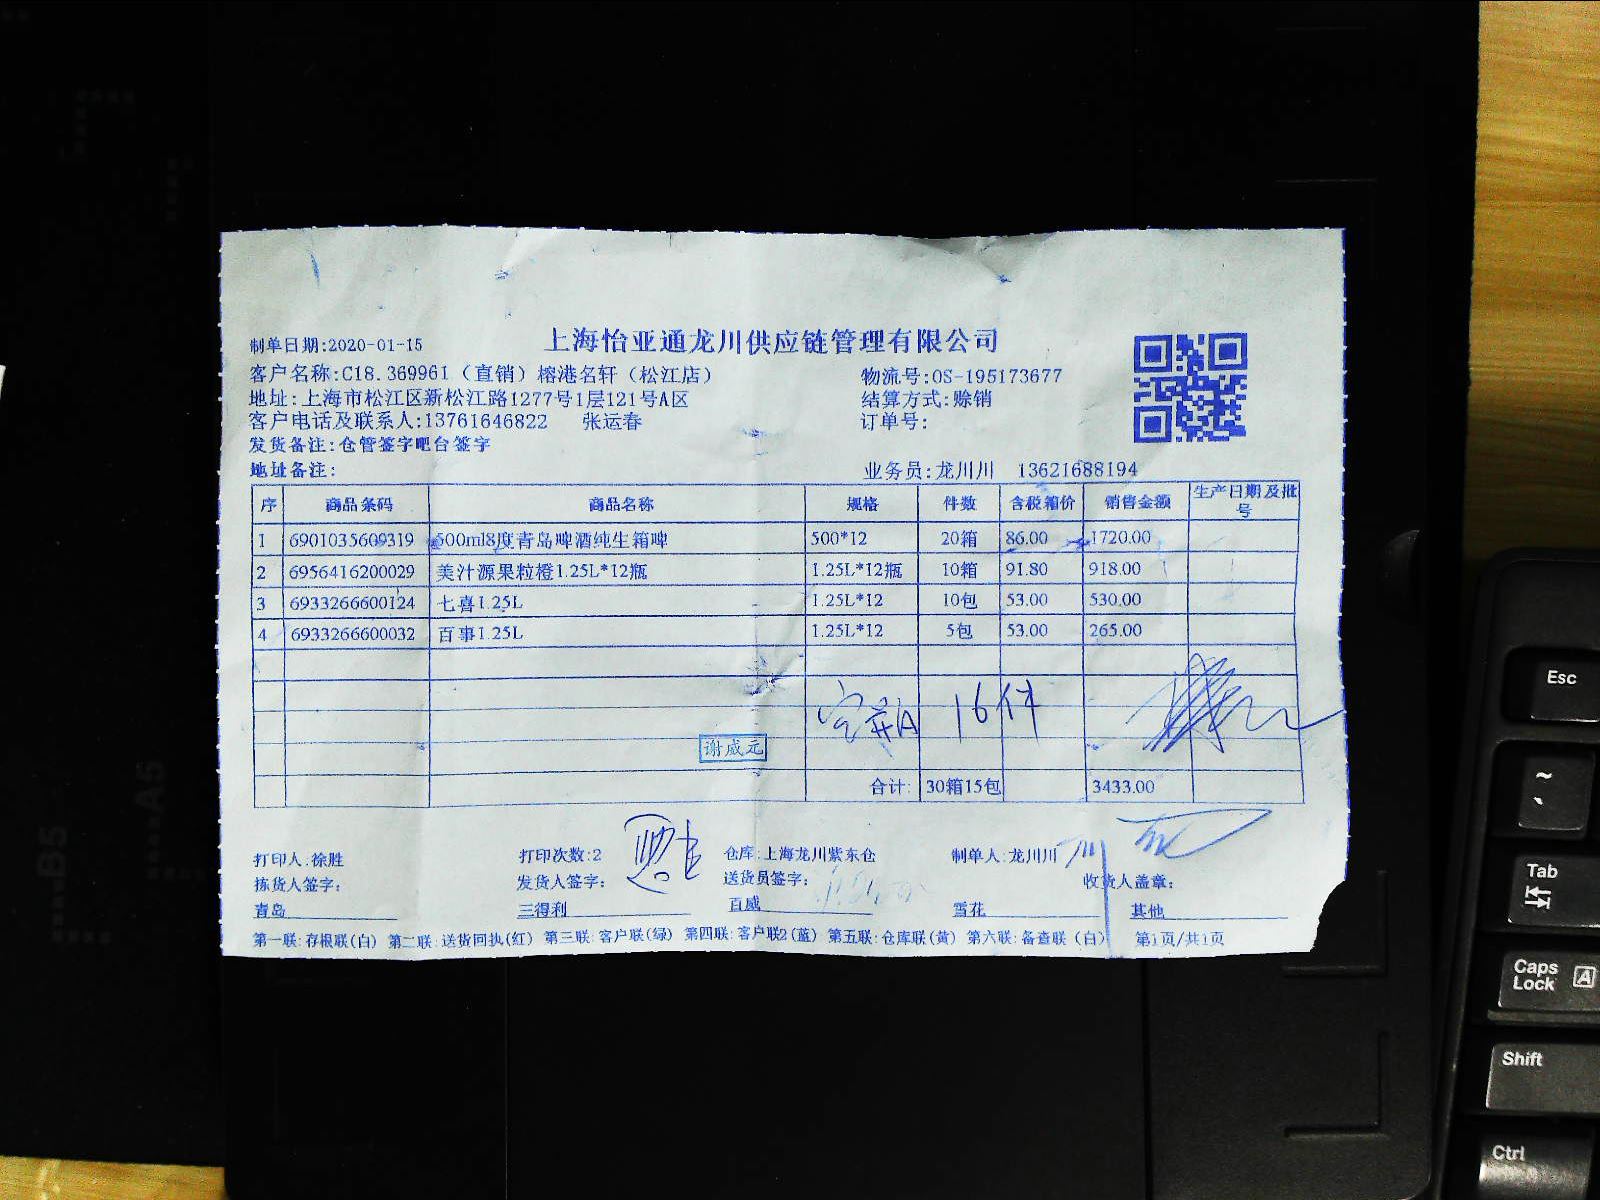 上海怡亚通龙川供应链管理有限公司
制单日期:2020-01-15
客户名称:C18.369961（直销）榕港名轩（松江店） 物流号:OS-195173677
地址:上海市松江区新松江路1277号1层121号A区 结算方式:赊销
客户电话及联系人:13761646822 张运春 订单号:
发货备注:仓管签字吧台签字
地址备注: 业务员:龙川川 13621688194
序 商品条码 商品名称 规格 件数 含税箱价 销售金额 生产日期及批号
1 6901035609319 500ml8度青岛啤酒纯生箱啤 500*12 20箱 86.00 1720.00
2 6956416200029 美汁源果粒橙1.25L*12瓶 1.25L*12瓶 10箱 91.80 918.00
3 6933266600124 七喜1.25L 1.25L*12 10包 53.00 530.00
4 6933266600032 百事1.25L 1.25L*12 5包 53.00 265.00
16件
谢威元
合计: 30箱15包 3433.00
打印人:徐胜 打印次数:2 仓库:上海龙川紫东仓 制单人:龙川川
拣货人签字: 发货人签字: 送货员签字: 收货人盖章:
青岛 三得利 百威 雪花 其他
第一联:存根联(白) 第二联:送货回执(红) 第三联:客户联(绿) 第四联:客户联2(蓝) 第五联:仓库联(黄) 第六联:备查联（白） 第1页/共1页
B5
A5
Esc
~
Tab
Caps Lock A
Shift
Ctrl